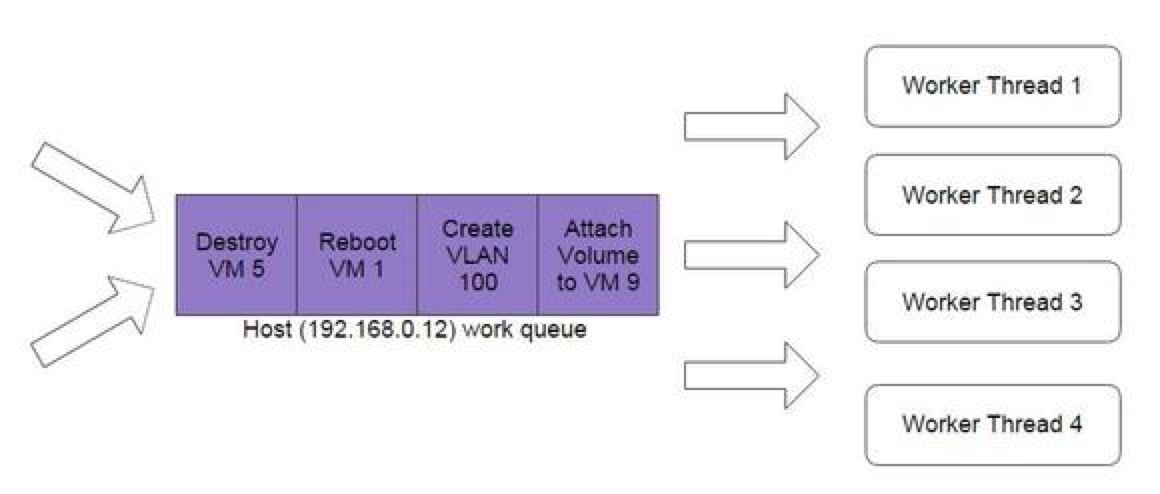 Worker Thread 1
Worker Thread 2
Destroy
VM 5
Reboot
VM 1
Create
VLAN
100
Attach
Volume
to VM 9
Host (192.168.0.12) work queue
Worker Thread 3
Worker Thread 4